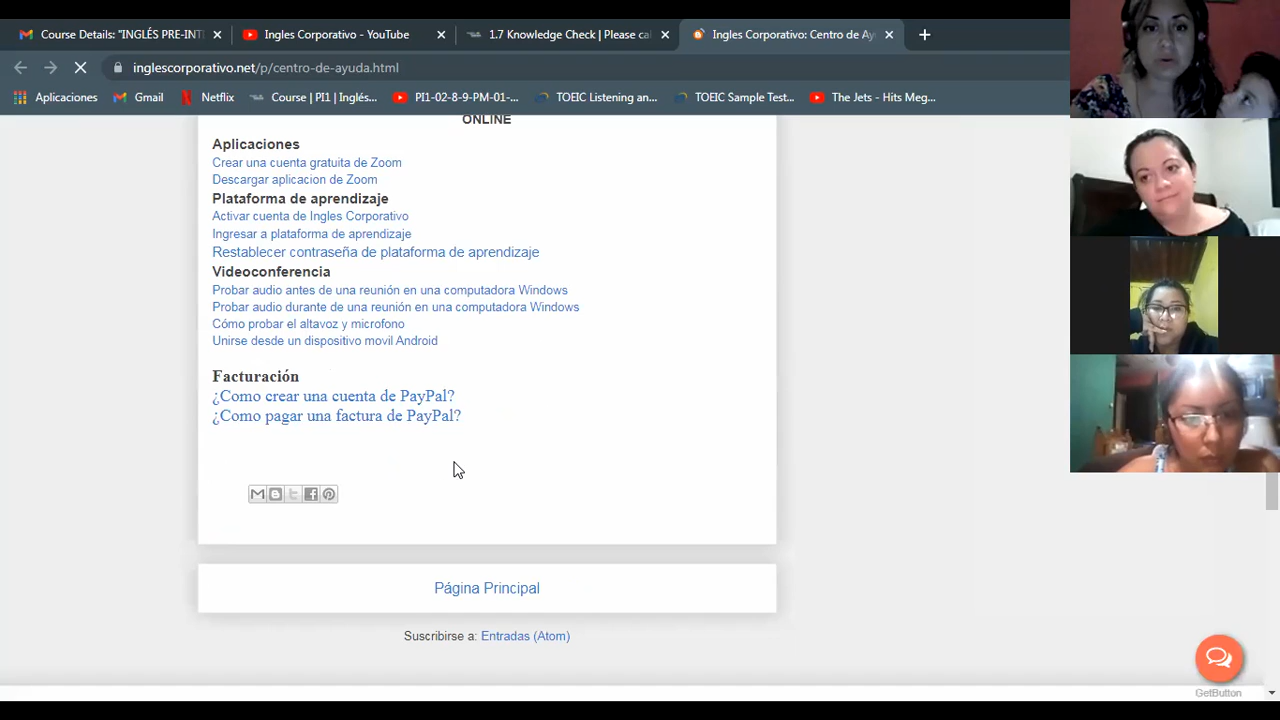 Course Details: "INGLÉS PRE-INT
Ingles Corporativo - YouTube
1.7 Knowledge Check | Please cal
Ingles Corporativo: Centro de Ay
inglescorporativo.net/p/centro-de-ayuda.html
Aplicaciones
Gmail
Netflix
Course | PI1 | Inglés...
PI1-02-8-9-PM-01-...
TOEIC Listening an...
TOEIC Sample Test...
The Jets - Hits Meg...
ONLINE
Aplicaciones
Crear una cuenta gratuita de Zoom
Descargar aplicacion de Zoom
Plataforma de aprendizaje
Activar cuenta de Ingles Corporativo
Ingresar a plataforma de aprendizaje
Restablecer contraseña de plataforma de aprendizaje
Videoconferencia
Probar audio antes de una reunión en una computadora Windows
Probar audio durante de una reunión en una computadora Windows
Cómo probar el altavoz y microfono
Unirse desde un dispositivo movil Android
Facturación
¿Como crear una cuenta de PayPal?
¿Como pagar una factura de PayPal?
Página Principal
Suscribirse a: Entradas (Atom)
GetButton